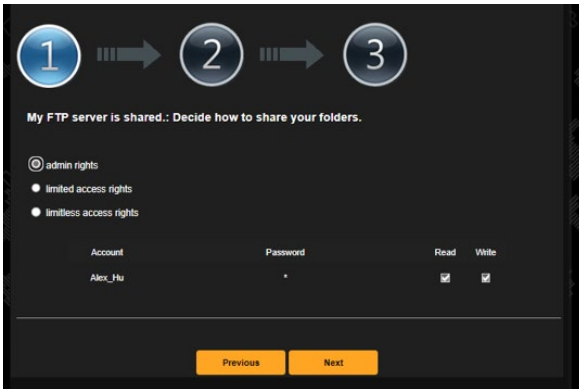 1 2 3
My FTP server is shared.: Decide how to share your folders.
admin rights
limited access rights
limitless access rights
Account Password Read Write
Alex_Hu *
Previous Next